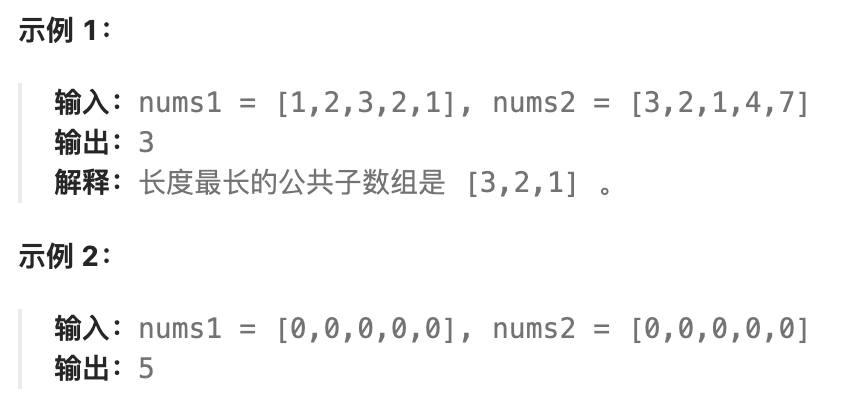 示例 1：
输入：nums1 = [1,2,3,2,1], nums2 = [3,2,1,4,7]
输出：3
解释：长度最长的公共子数组是 [3,2,1] 。
示例 2：
输入：nums1 = [0,0,0,0,0], nums2 = [0,0,0,0,0]
输出：5